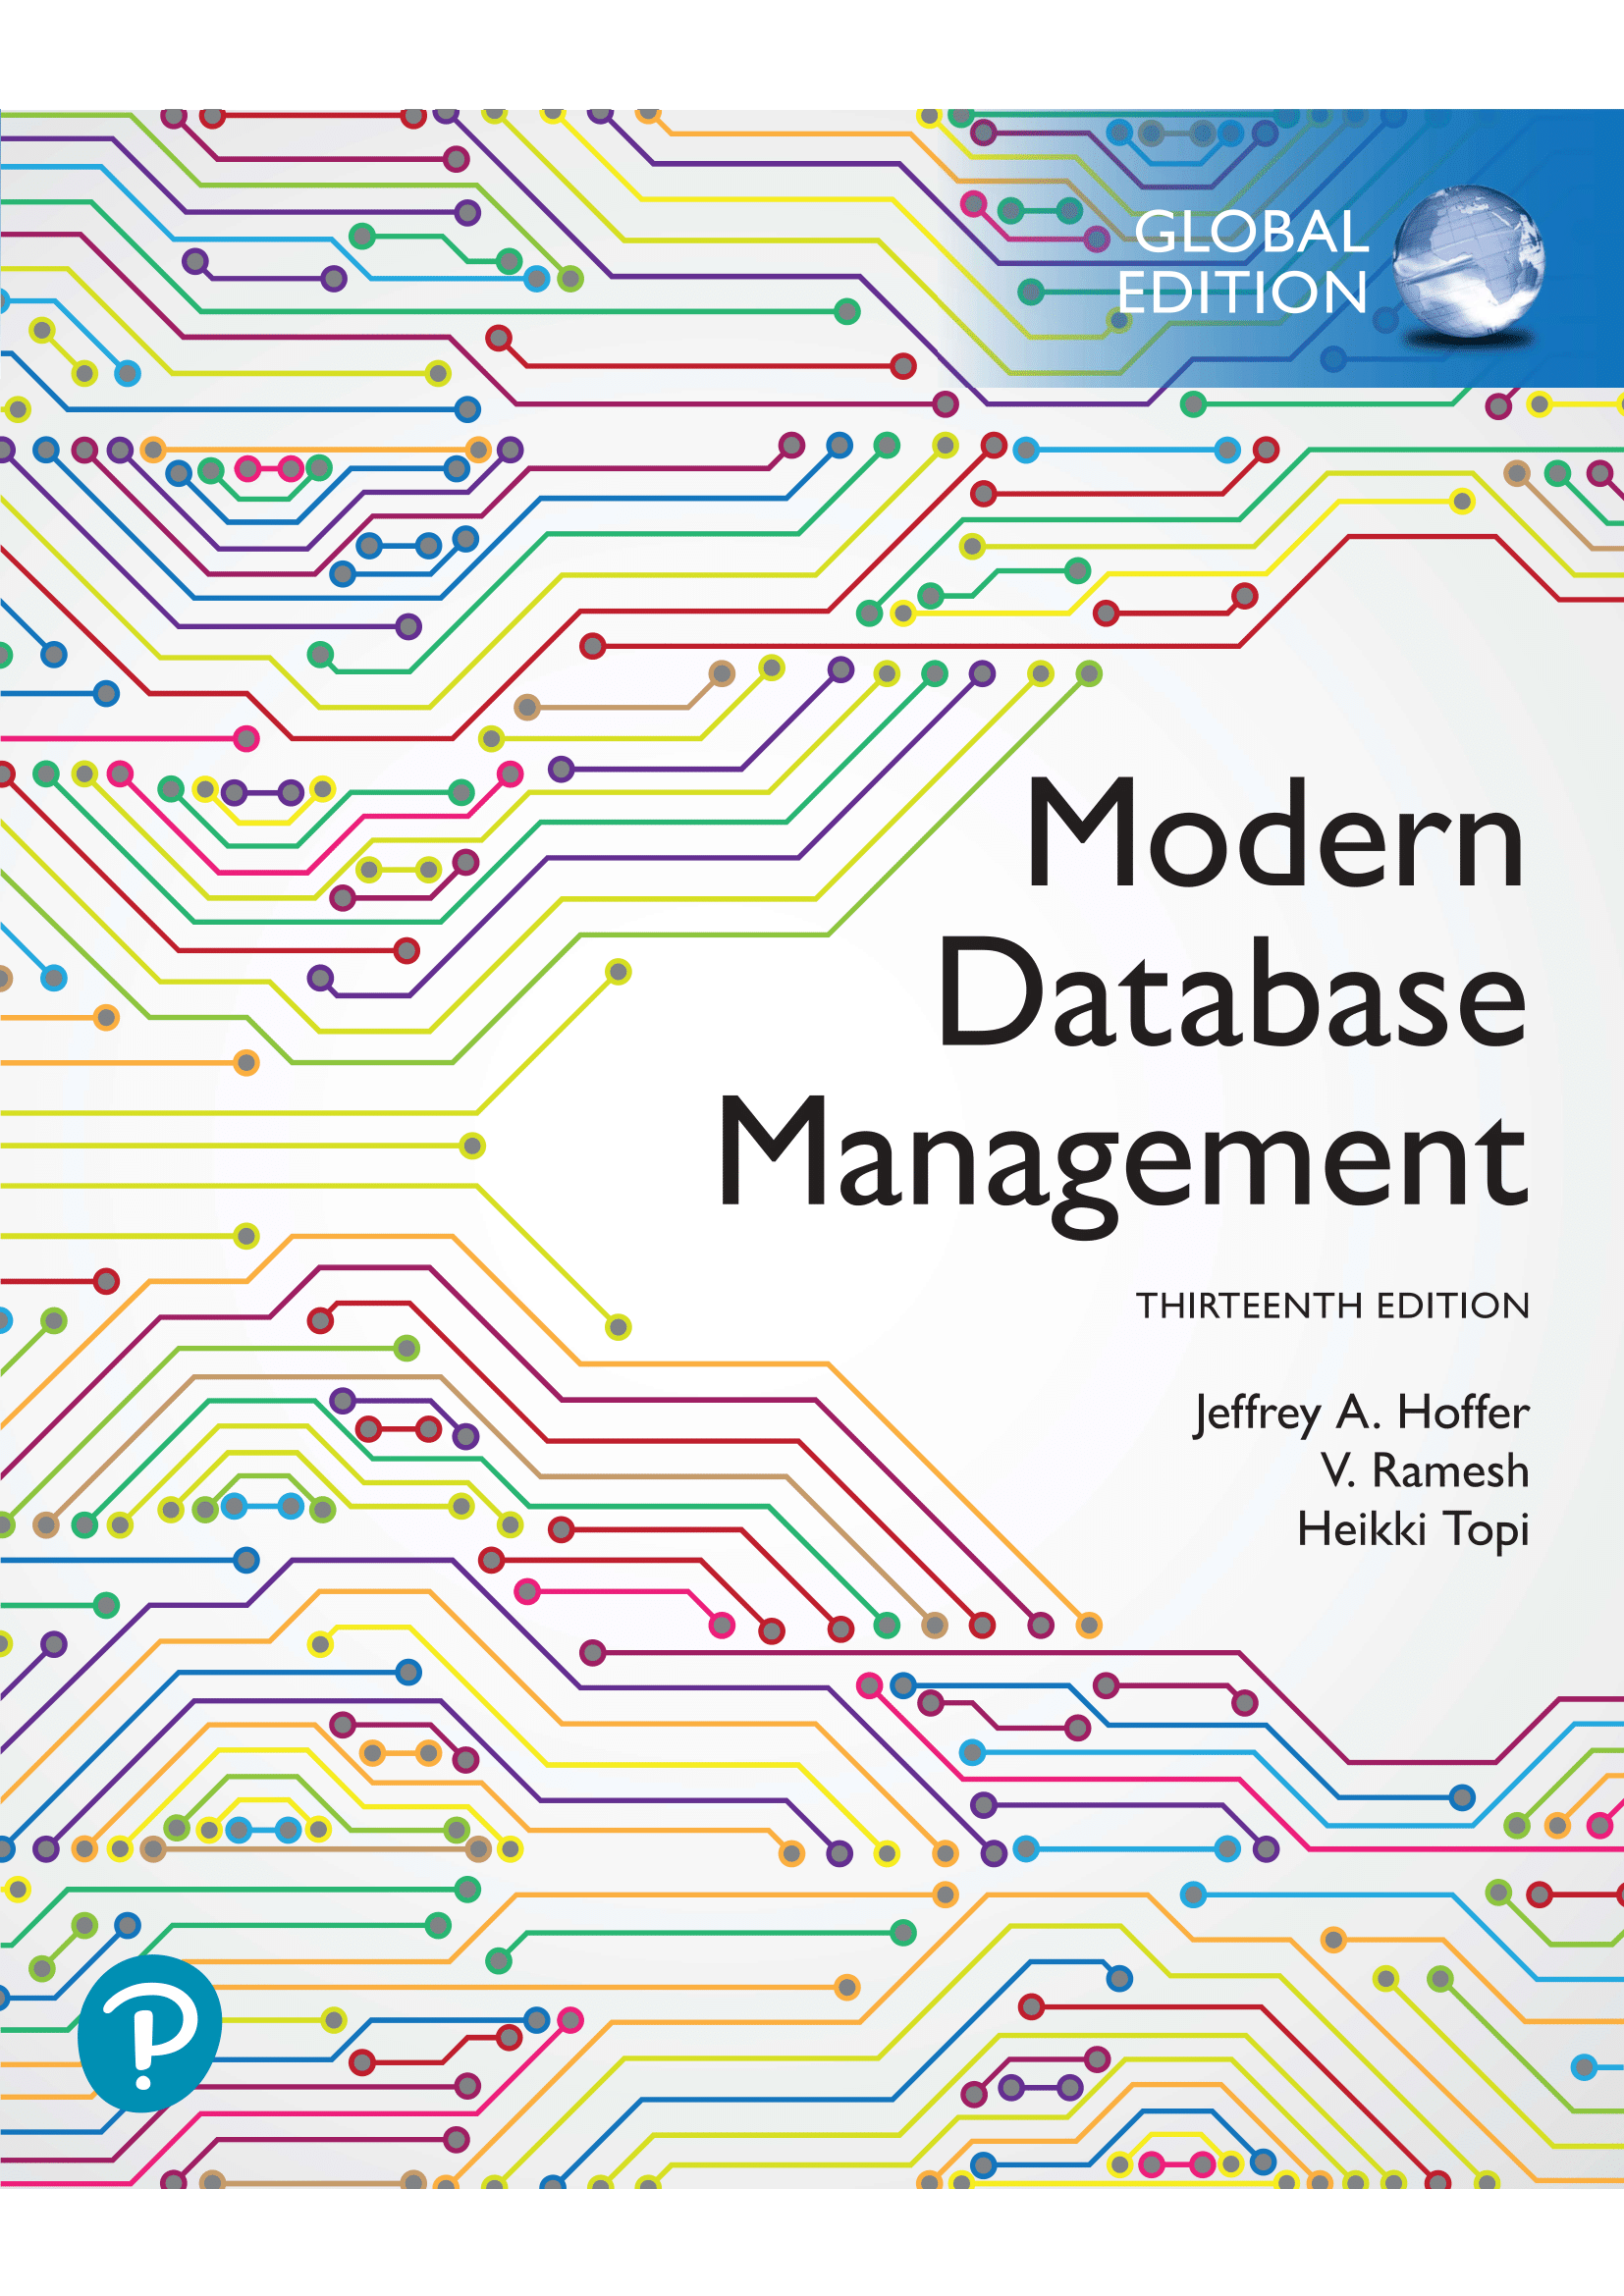 GLOBAL
EDITION
Modern
Database
Management
THIRTEENTH EDITION
Jeffrey A. Hoffer
V. Ramesh
Heikki Topi